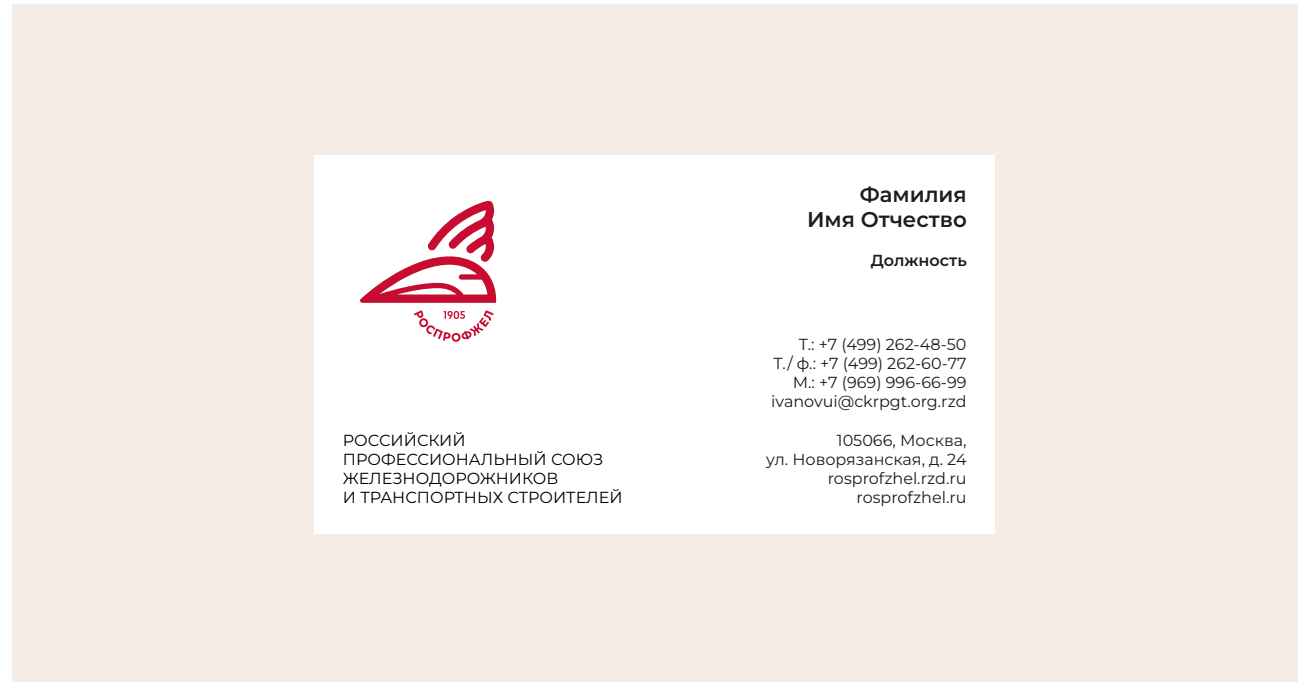 1905
РОСПРОФЖЕЛ
РОССИЙСКИЙ
ПРОФЕССИОНАЛЬНЫЙ СОЮЗ
ЖЕЛЕЗНОДОРОЖНИКОВ
И ТРАНСПОРТНЫХ СТРОИТЕЛЕЙ
Фамилия
Имя Отчество
Должность
Т.: +7 (499) 262-48-50
Т./ ф.: +7 (499) 262-60-77
М.: +7 (969) 996-66-99
ivanovui@ckrpgt.org.rzd
105066, Москва,
ул. Новорязанская, д. 24
rosprofzhel.rzd.ru
rosprofzhel.ru